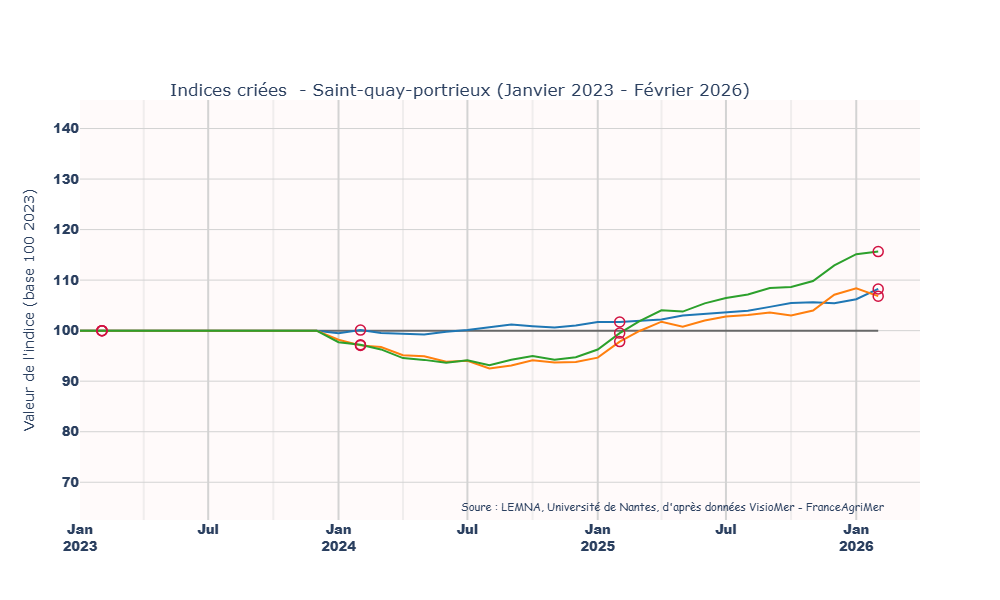 Indices criées - Saint-quay-portrieux (Janvier 2023 - Février 2026)
Valeur de l'indice (base 100 2023)
140
130
120
110
100
90
80
70
Soure : LEMNA, Université de Nantes, d'après données VisioMer - FranceAgriMer
Jan Jul Jan Jul Jan Jul Jan
2023 2024 2025 2026